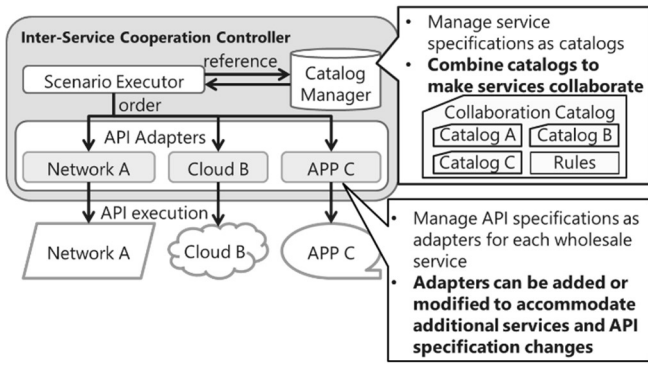 Inter-Service Cooperation Controller
reference
Scenario Executor
Catalog
Manager
order
API Adapters
Network A
Cloud B
APP C
API execution
Network A
Cloud B
APP C
• Manage service
specifications as catalogs
• Combine catalogs to
make services collaborate
Collaboration Catalog
Catalog A
Catalog B
Catalog C
Rules
• Manage API specifications as
adapters for each wholesale
service
• Adapters can be added or
modified to accommodate
additional services and API
specification changes